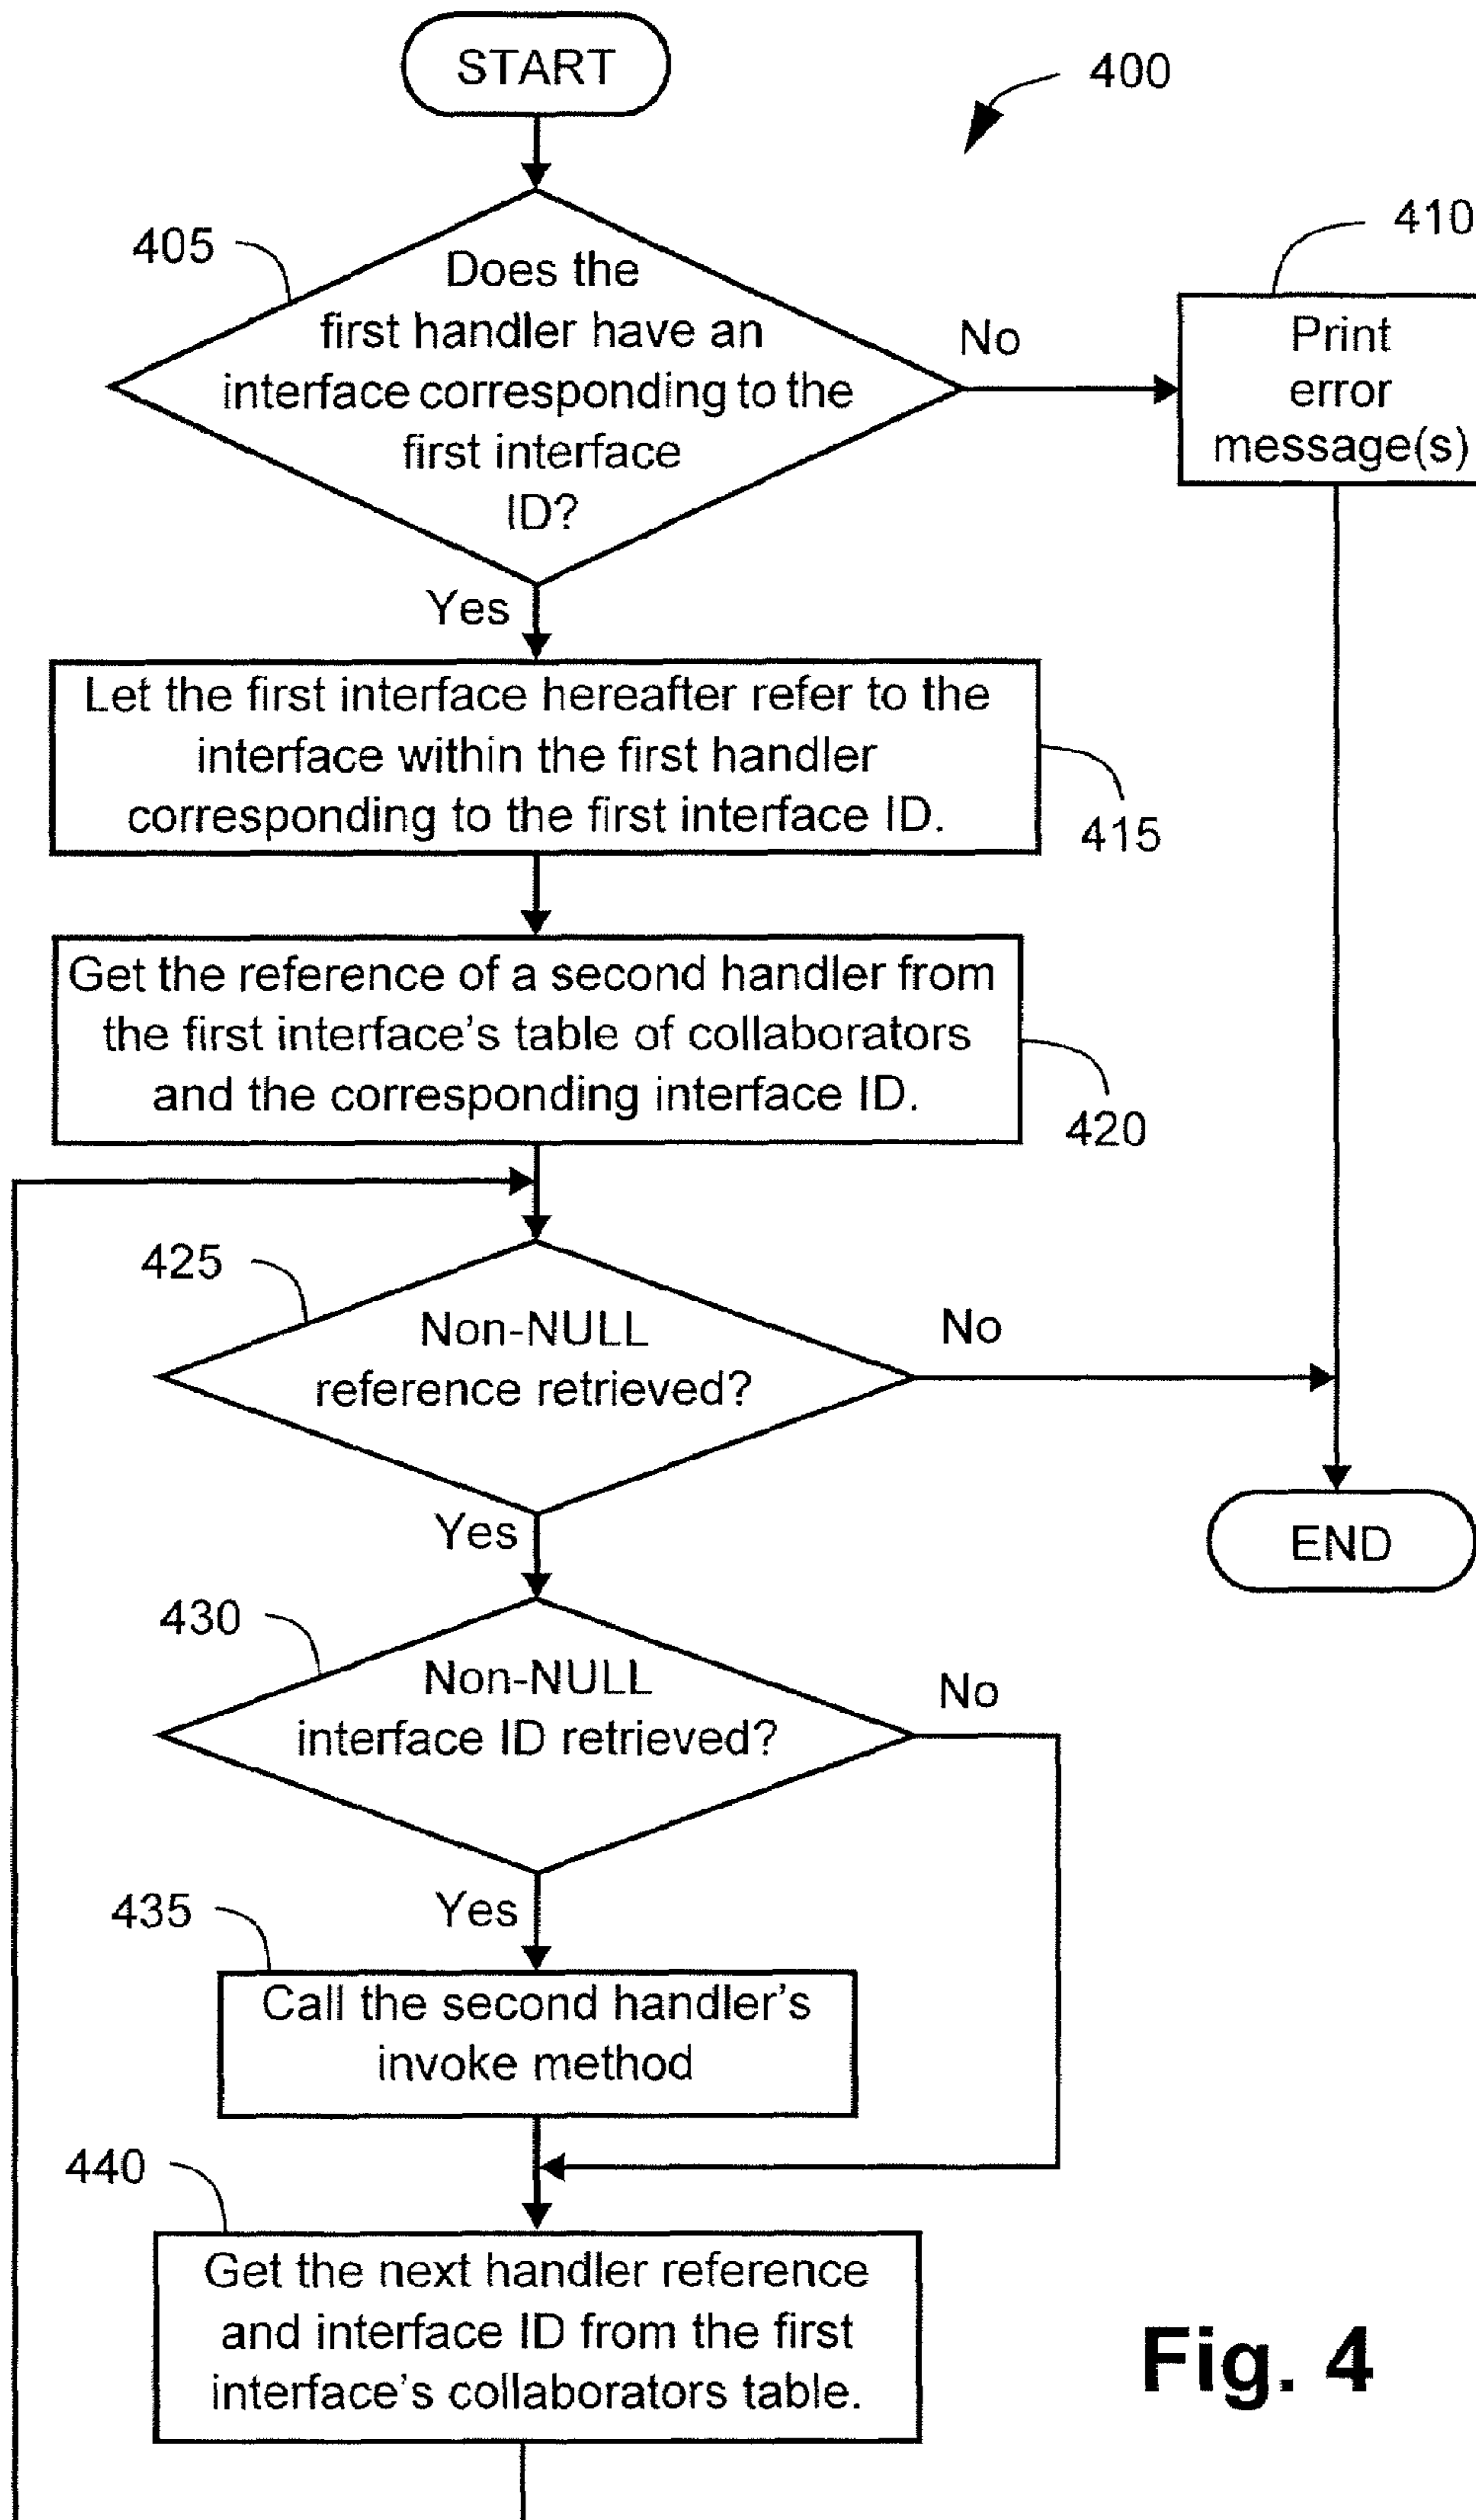 START
400
405
410
Does the
first handler have an
interface corresponding to the
first interface
ID?
No
Print
error
message(s)
Yes
Let the first interface hereafter refer to the
interface within the first handler
corresponding to the first interface ID.
415
Get the reference of a second handler from
the first interface's table of collaborators
and the corresponding interface ID.
420
425
Non-NULL
reference retrieved?
No
Yes
END
430
Non-NULL
interface ID retrieved?
No
Yes
435
Call the second handler's
invoke method
440
Get the next handler reference
and interface ID from the first
interface's collaborators table.
Fig. 4